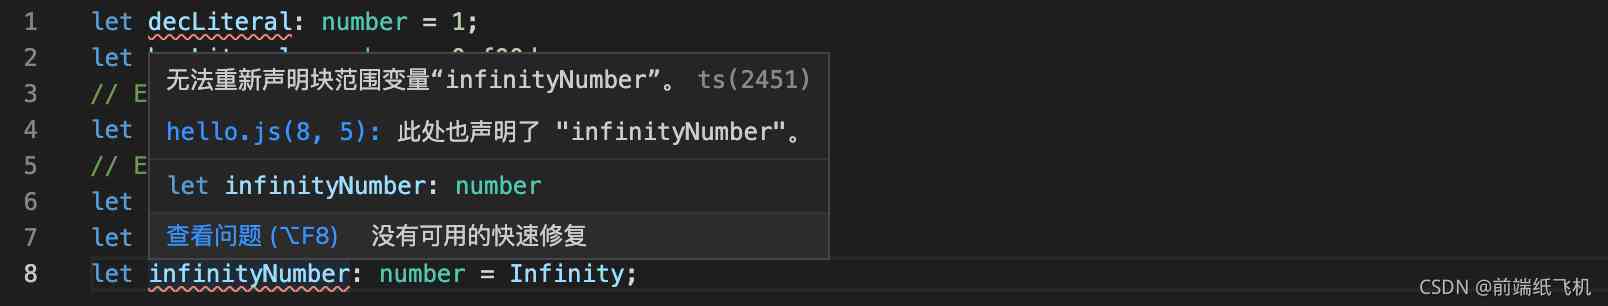 1 let decLiteral: number = 1;
2 let
无法重新声明块范围变量“infinityNumber”。 ts(2451)
3 // E
hello.js(8, 5): 此处也声明了 "infinityNumber"。
4 let
5 // E
let infinityNumber: number
6 let
7 let
查看问题 (⌥F8) 没有可用的快速修复
8 let infinityNumber: number = Infinity;
CSDN @前端纸飞机